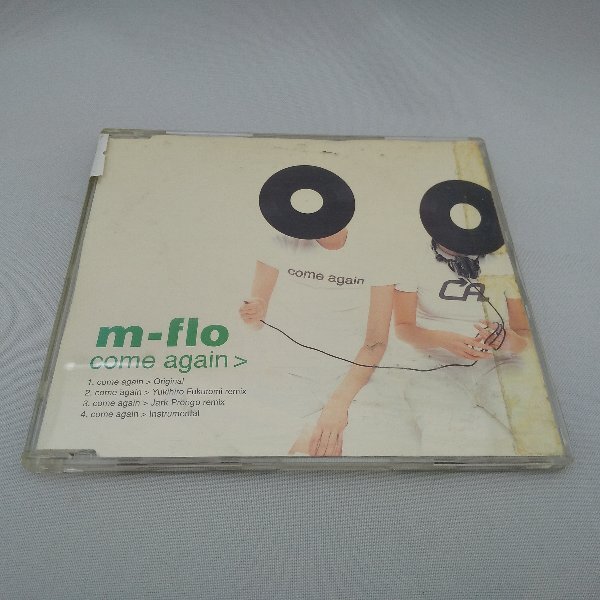 come again
CA
m-flo
come again >
1. come again > Original
2. come again > Yukihiro Fukutomi remix
3. come again > Jark Prongo remix
4. come again > Instrumental